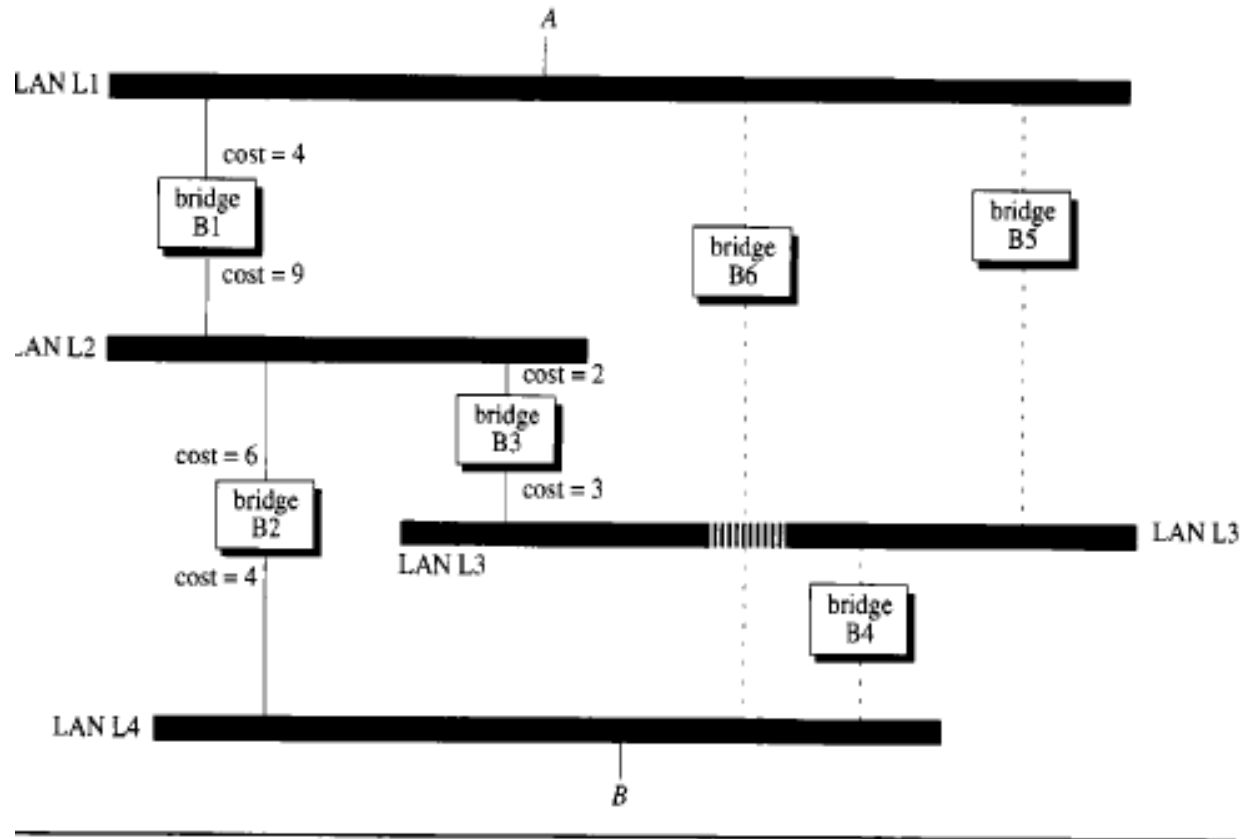 A
LAN L1
cost = 4
bridge
B1
cost = 9
bridge
B6
bridge
B5
LAN L2
cost = 2
bridge
B3
cost = 3
cost = 6
bridge
B2
cost = 4
LAN L3
LAN L3
bridge
B4
LAN L4
B